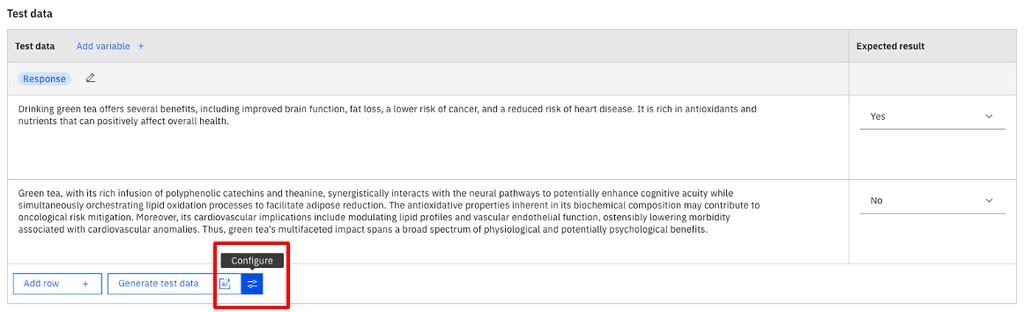 Test data
Test data Add variable + Expected result
Response
Drinking green tea offers several benefits, including improved brain function, fat loss, a lower risk of cancer, and a reduced risk of heart disease. It is rich in antioxidants and
nutrients that can positively affect overall health.
Yes
Green tea, with its rich infusion of polyphenolic catechins and theanine, synergistically interacts with the neural pathways to potentially enhance cognitive acuity while
simultaneously orchestrating lipid oxidation processes to facilitate adipose reduction. The antioxidative properties inherent in its biochemical composition may contribute to
oncological risk mitigation. Moreover, its cardiovascular implications include modulating lipid profiles and vascular endothelial function, ostensibly lowering morbidity
associated with cardiovascular anomalies. Thus, green tea's multifaceted impact spans a broad spectrum of physiological and potentially psychological benefits.
No
Configure
Add row + Generate test data AI